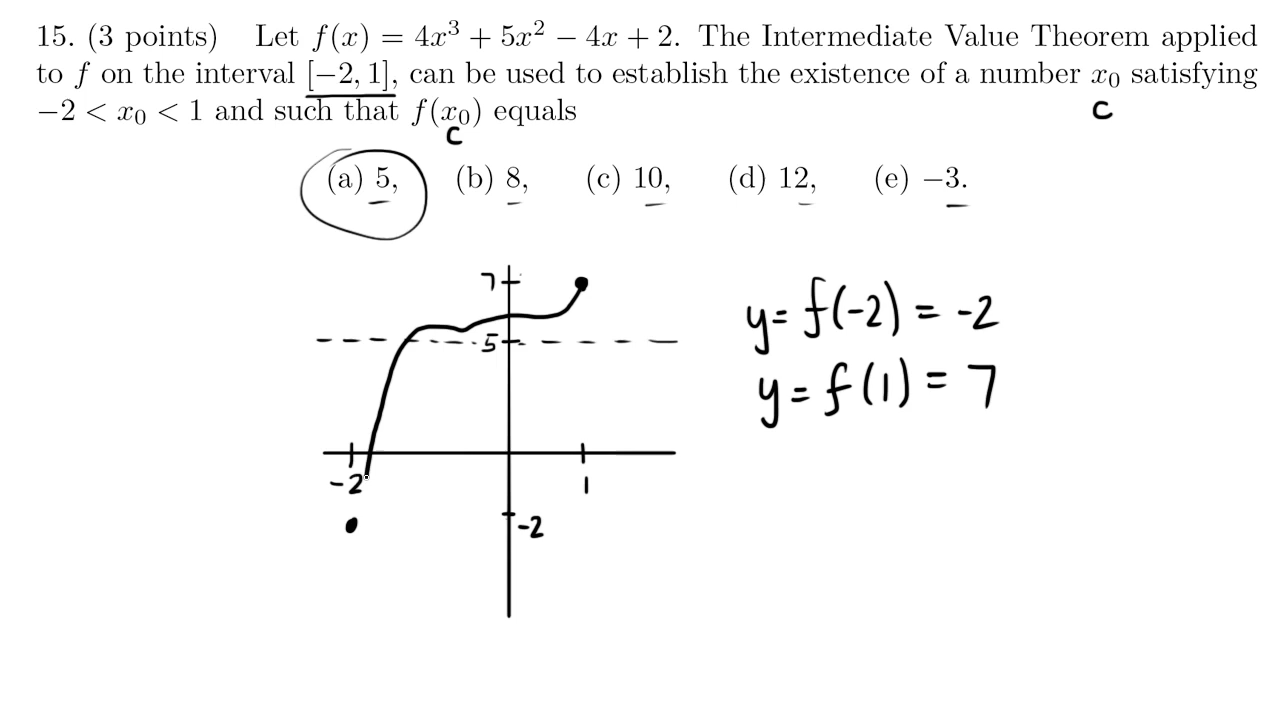 15. (3 points) Let f(x) = 4x³ + 5x² − 4x + 2. The Intermediate Value Theorem applied
to f on the interval [−2, 1], can be used to establish the existence of a number x₀ satisfying
−2 < x₀ < 1 and such that f(x₀) equals
c
c
(a) 5, (b) 8, (c) 10, (d) 12, (e) −3.
7
y= f(-2) = -2
5
y = f(1) = 7
-2
1
-2